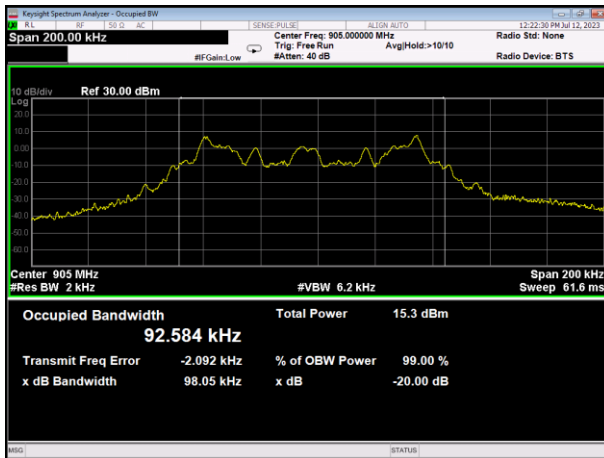 Keysight Spectrum Analyzer - Occupied BW
RL RF 50 Ω AC SENSE:PULSE ALIGN AUTO 12:22:30 PM Jul 12, 2023
Span 200.00 kHz Center Freq: 905.000000 MHz Radio Std: None
Trig: Free Run Avg|Hold:>10/10
#IFGain:Low #Atten: 40 dB Radio Device: BTS
10 dB/div Ref 30.00 dBm
Log
20.0
10.0
0.00
-10.0
-20.0
-30.0
-40.0
-50.0
-60.0
Center 905 MHz Span 200 kHz
#Res BW 2 kHz #VBW 6.2 kHz Sweep 61.6 ms
Occupied Bandwidth Total Power 15.3 dBm
92.584 kHz
Transmit Freq Error -2.092 kHz % of OBW Power 99.00 %
x dB Bandwidth 98.05 kHz x dB -20.00 dB
MSG STATUS